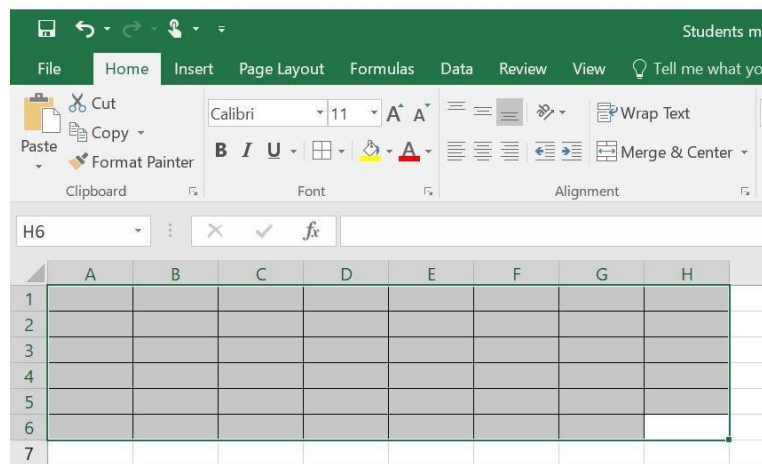 Students m
File Home Insert Page Layout Formulas Data Review View Tell me what yo
Cut
Copy
Paste
Format Painter
Clipboard
Calibri 11 A A
B I U A
Font
Wrap Text
Merge & Center
Alignment
H6 fx
A B C D E F G H
1
2
3
4
5
6
7